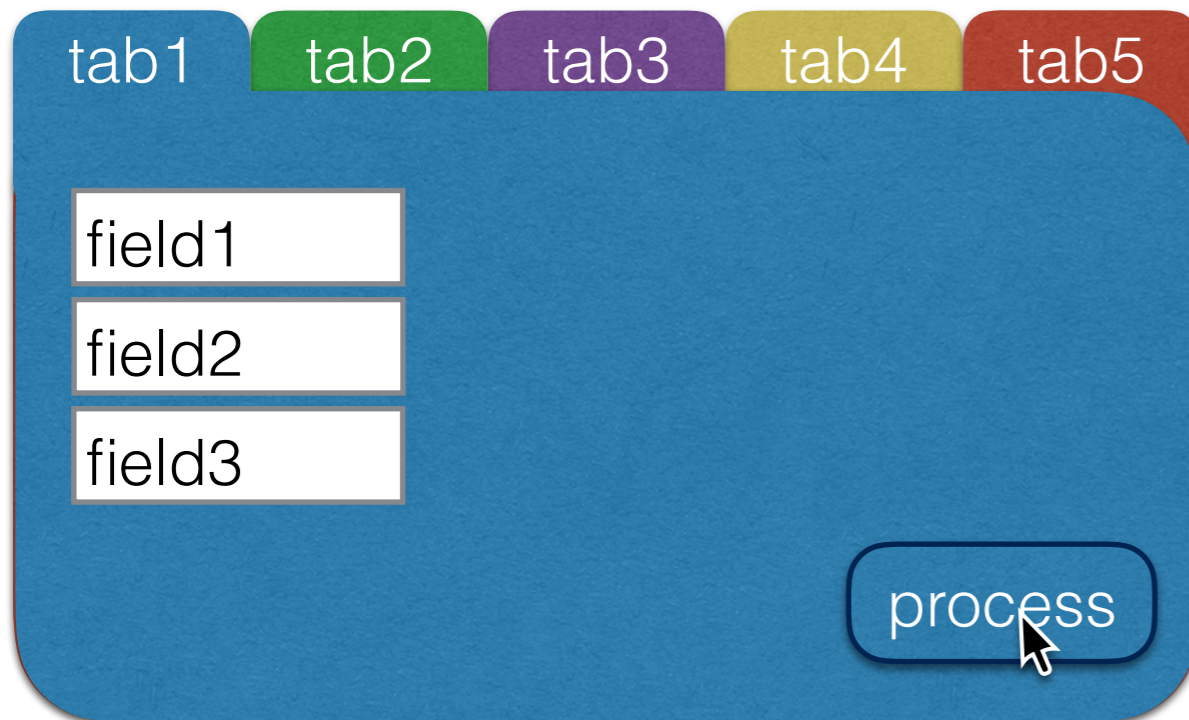 tab1 tab2 tab3 tab4 tab5
field1
field2
field3
process